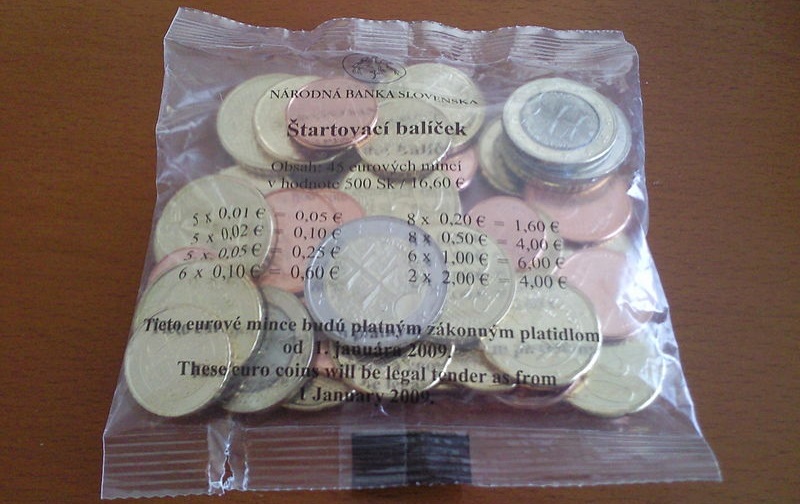 NÁRODNÁ BANKA SLOVENSKA
Štartovací balíček
Obsah: 45 eurových mincí
v hodnote 500 Sk / 16,60 €
5 x 0,01 € = 0,05 €
5 x 0,02 € = 0,10 €
5 x 0,05 € = 0,25 €
6 x 0,10 € = 0,60 €
8 x 0,20 € = 1,60 €
8 x 0,50 € = 4,00 €
6 x 1,00 € = 6,00 €
2 x 2,00 € = 4,00 €
Tieto eurové mince budú platným zákonným platidlom
od 1. januára 2009.
These euro coins will be legal tender as from
1 January 2009.